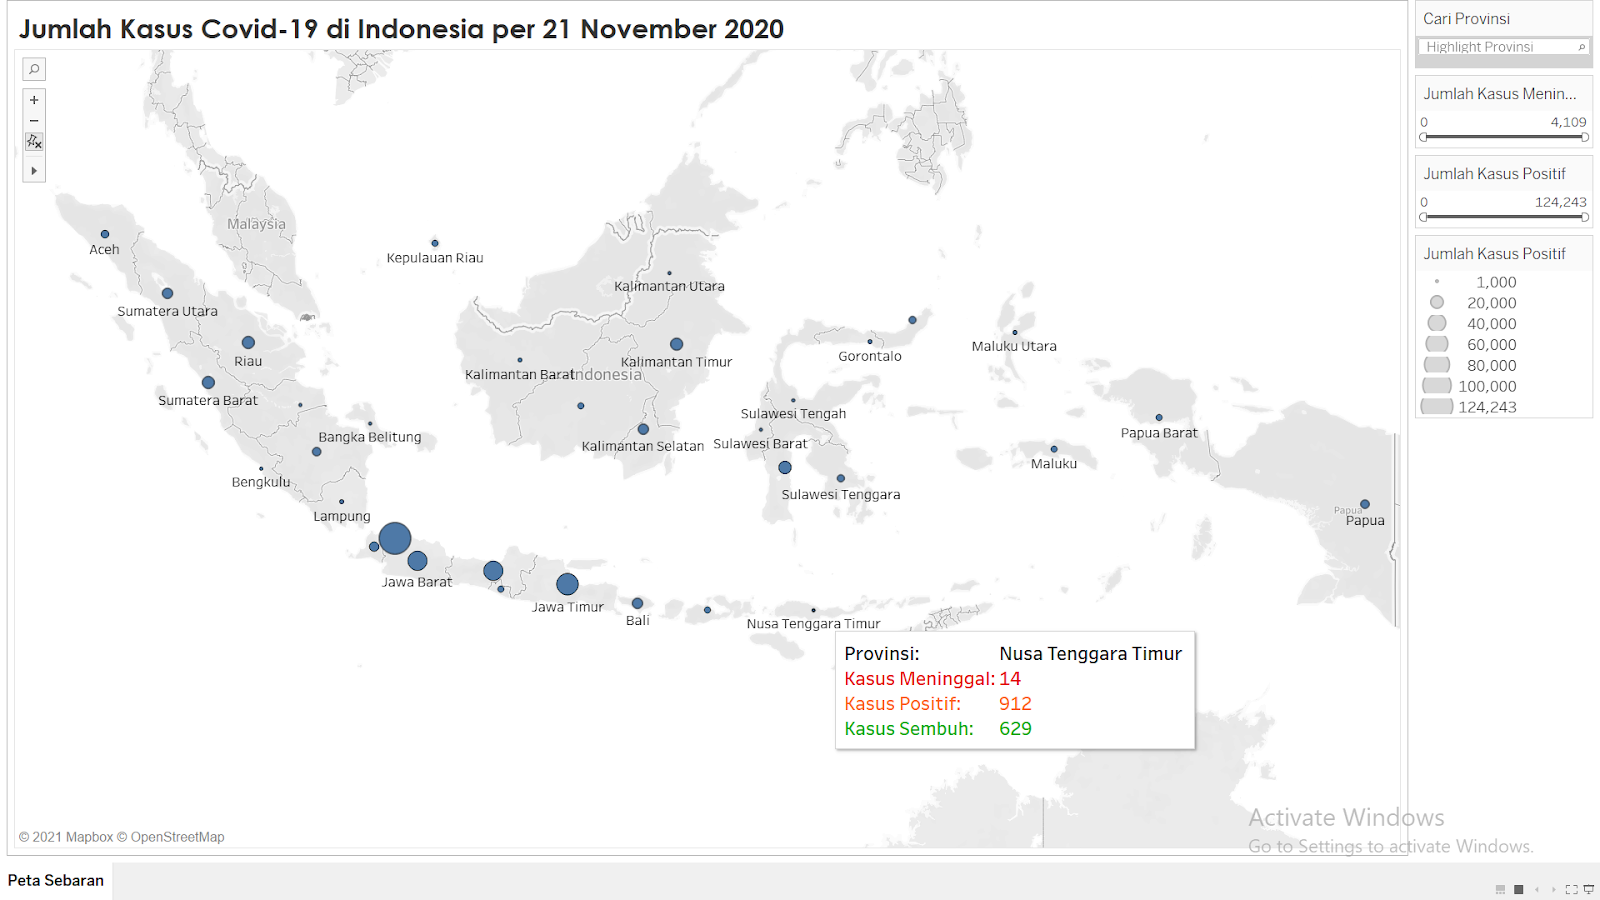 Jumlah Kasus Covid-19 di Indonesia per 21 November 2020
Cari Provinsi
Highlight Provinsi
Jumlah Kasus Menin...
0 4,109
Jumlah Kasus Positif
0 124,243
Jumlah Kasus Positif
1,000
20,000
40,000
60,000
80,000
100,000
124,243
Malaysia
Aceh
Kepulauan Riau
Kalimantan Utara
Sumatera Utara
Maluku Utara
Gorontalo
Riau
Kalimantan Timur
Kalimantan Barat
Indonesia
Sumatera Barat
Sulawesi Tengah
Papua Barat
Bangka Belitung
Kalimantan Selatan
Sulawesi Barat
Maluku
Bengkulu
Sulawesi Tenggara
Papua
Lampung
Papua
Jawa Barat
Jawa Timur
Bali
Nusa Tenggara Timur
Provinsi: Nusa Tenggara Timur
Kasus Meninggal: 14
Kasus Positif: 912
Kasus Sembuh: 629
Activate Windows
Go to Settings to activate Windows.
© 2021 Mapbox © OpenStreetMap
Peta Sebaran